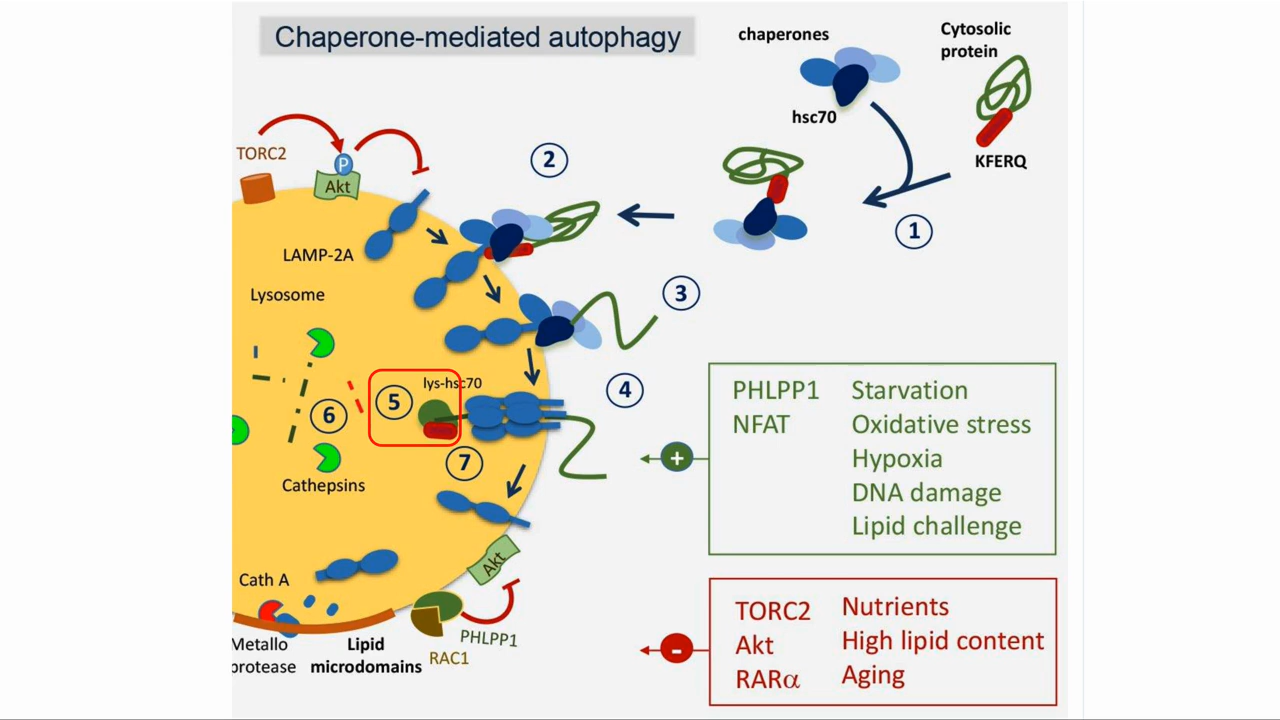 Chaperone-mediated autophagy
chaperones
Cytosolic
protein
hsc70
KFERQ
TORC2
P
Akt
2
1
LAMP-2A
Lysosome
3
lys-hsc70
4
5
6
7
Cathepsins
PHLPP1 Starvation
NFAT Oxidative stress
Hypoxia
DNA damage
Lipid challenge
+
Akt
Cath A
Metallo
protease
Lipid
microdomains
RAC1
PHLPP1
-
TORC2 Nutrients
Akt High lipid content
RARα Aging